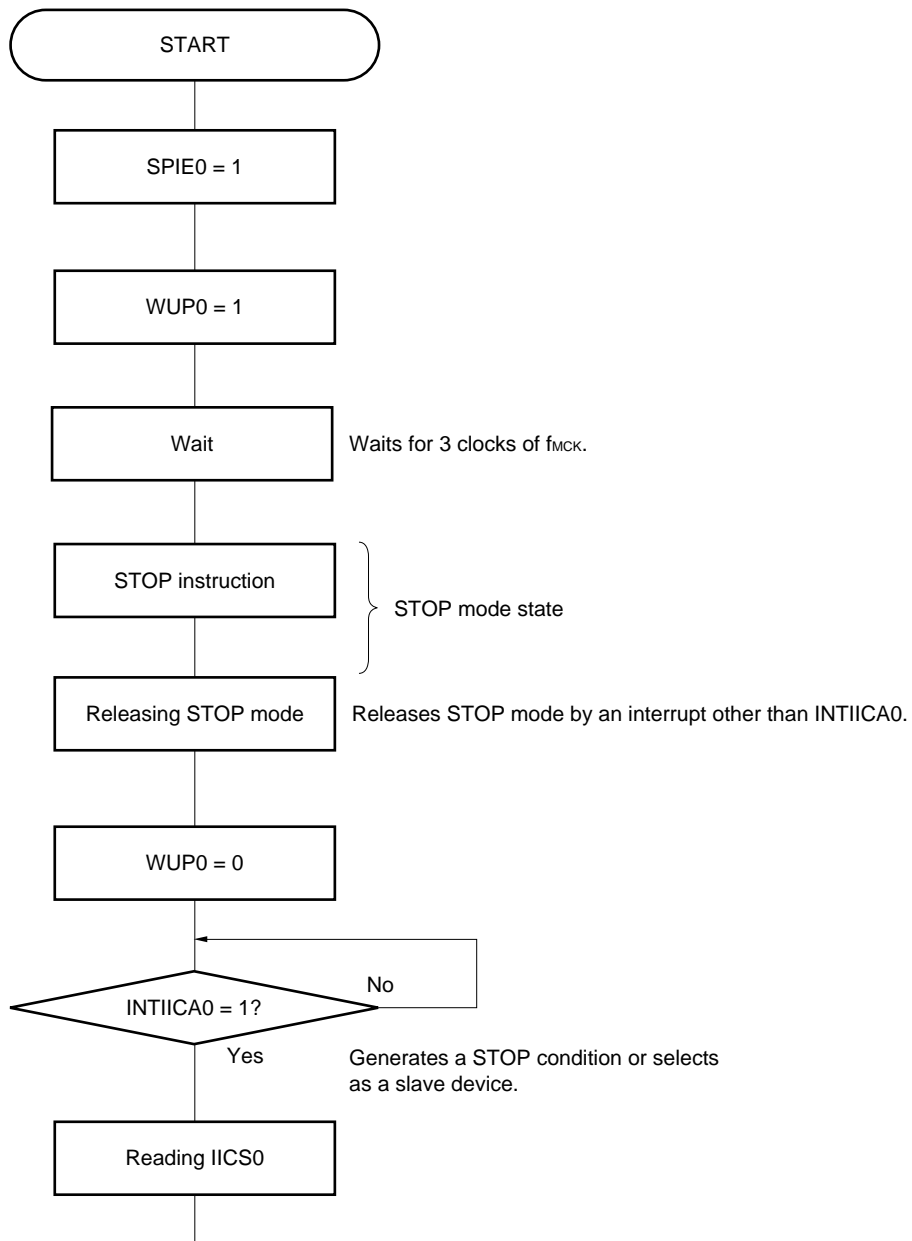 START
SPIE0 = 1
WUP0 = 1
Wait
Waits for 3 clocks of fMCK.
STOP instruction
STOP mode state
Releasing STOP mode
Releases STOP mode by an interrupt other than INTIICA0.
WUP0 = 0
No
INTIICA0 = 1?
Yes
Generates a STOP condition or selects
as a slave device.
Reading IICS0